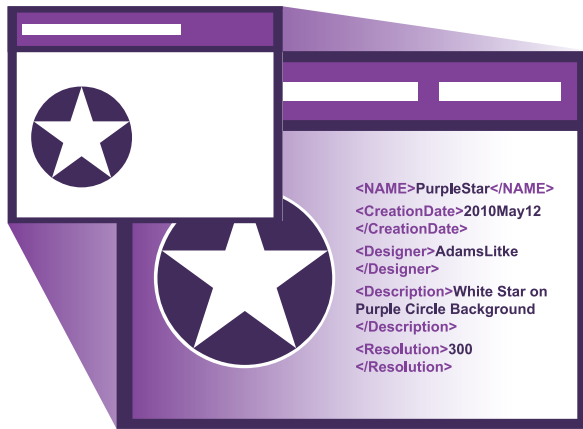 <NAME>PurpleStar</NAME>
<CreationDate>2010May12
</CreationDate>
<Designer>AdamsLitke
</Designer>
<Description>White Star on
Purple Circle Background
</Description>
<Resolution>300
</Resolution>